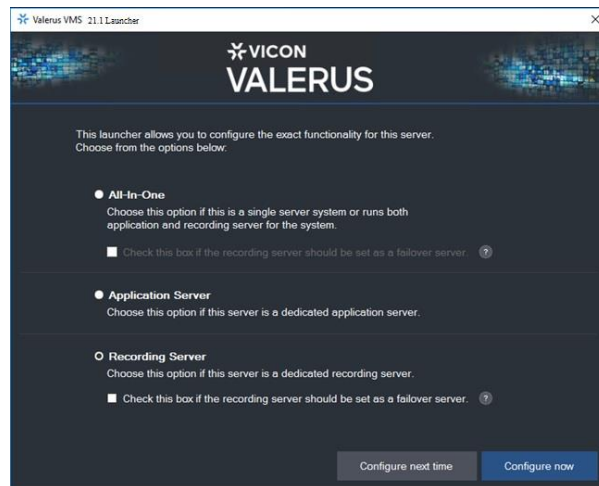 Valerus VMS 21.1 Launcher
VICON
VALERUS
This launcher allows you to configure the exact functionality for this server.
Choose from the options below:
All-In-One
Choose this option if this is a single server system or runs both
application and recording server for the system.
Check this box if the recording server should be set as a failover server. ?
Application Server
Choose this option if this server is a dedicated application server.
Recording Server
Choose this option if this server is a dedicated recording server.
Check this box if the recording server should be set as a failover server. ?
Configure next time Configure now